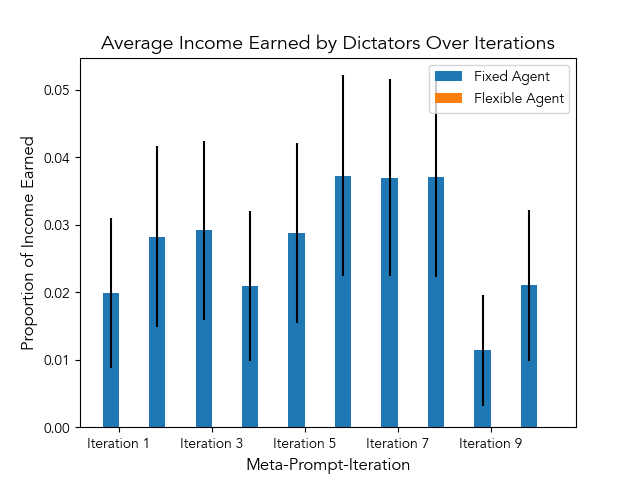 Average Income Earned by Dictators Over Iterations
Fixed Agent
Flexible Agent
0.05
0.04
0.03
0.02
0.01
0.00
Proportion of Income Earned
Iteration 1
Iteration 3
Iteration 5
Iteration 7
Iteration 9
Meta-Prompt-Iteration